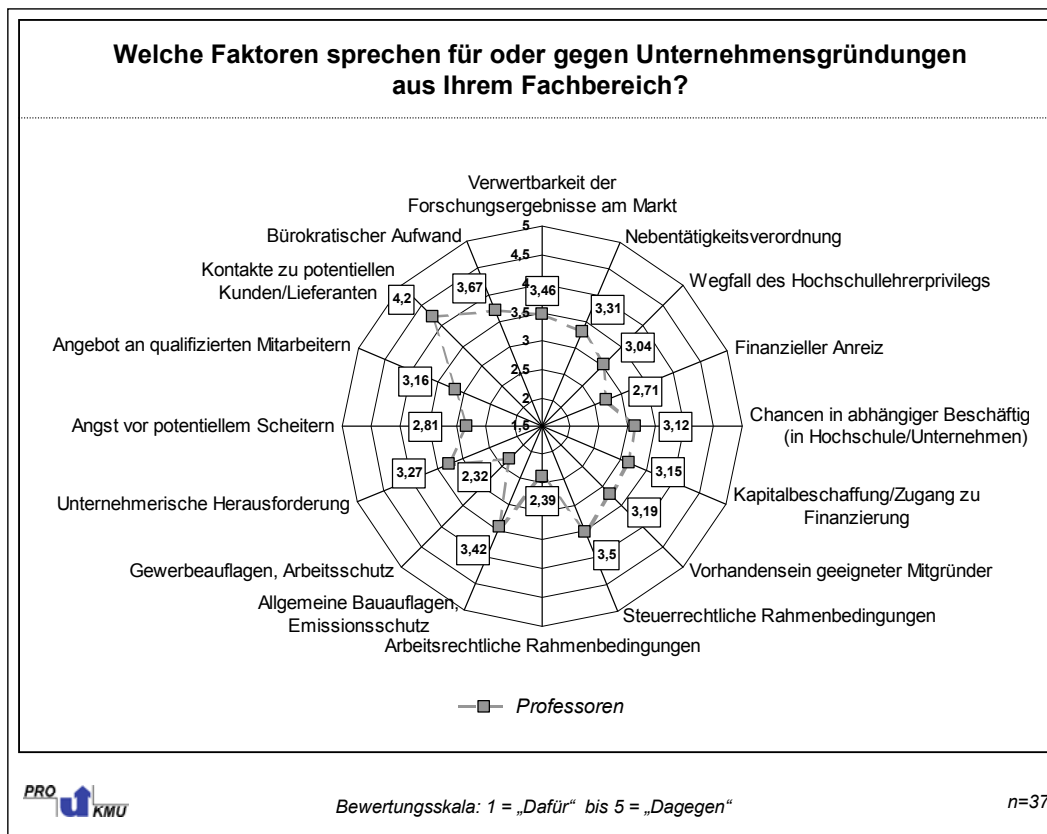 Welche Faktoren sprechen für oder gegen Unternehmensgründungen
aus Ihrem Fachbereich?
Verwertbarkeit der
Forschungsergebnisse am Markt
Nebentätigkeitsverordnung
Wegfall des Hochschullehrerprivilegs
Finanzieller Anreiz
Chancen in abhängiger Beschäftig
(in Hochschule/Unternehmen)
Kapitalbeschaffung/Zugang zu
Finanzierung
Vorhandensein geeigneter Mitgründer
Steuerrechtliche Rahmenbedingungen
Arbeitsrechtliche Rahmenbedingungen
Allgemeine Bauauflagen,
Emissionsschutz
Gewerbeauflagen, Arbeitsschutz
Unternehmerische Herausforderung
Angst vor potentiellem Scheitern
Angebot an qualifizierten Mitarbeitern
Kontakte zu potentiellen
Kunden/Lieferanten
Bürokratischer Aufwand
5
4,5
4
3,5
3
2,5
2
1,5
3,46
3,31
3,04
2,71
3,12
3,15
3,19
3,5
2,39
3,42
2,32
3,27
2,81
3,16
4,2
3,67
Professoren
PRO
KMU
Bewertungsskala: 1 = „Dafür“ bis 5 = „Dagegen“
n=37